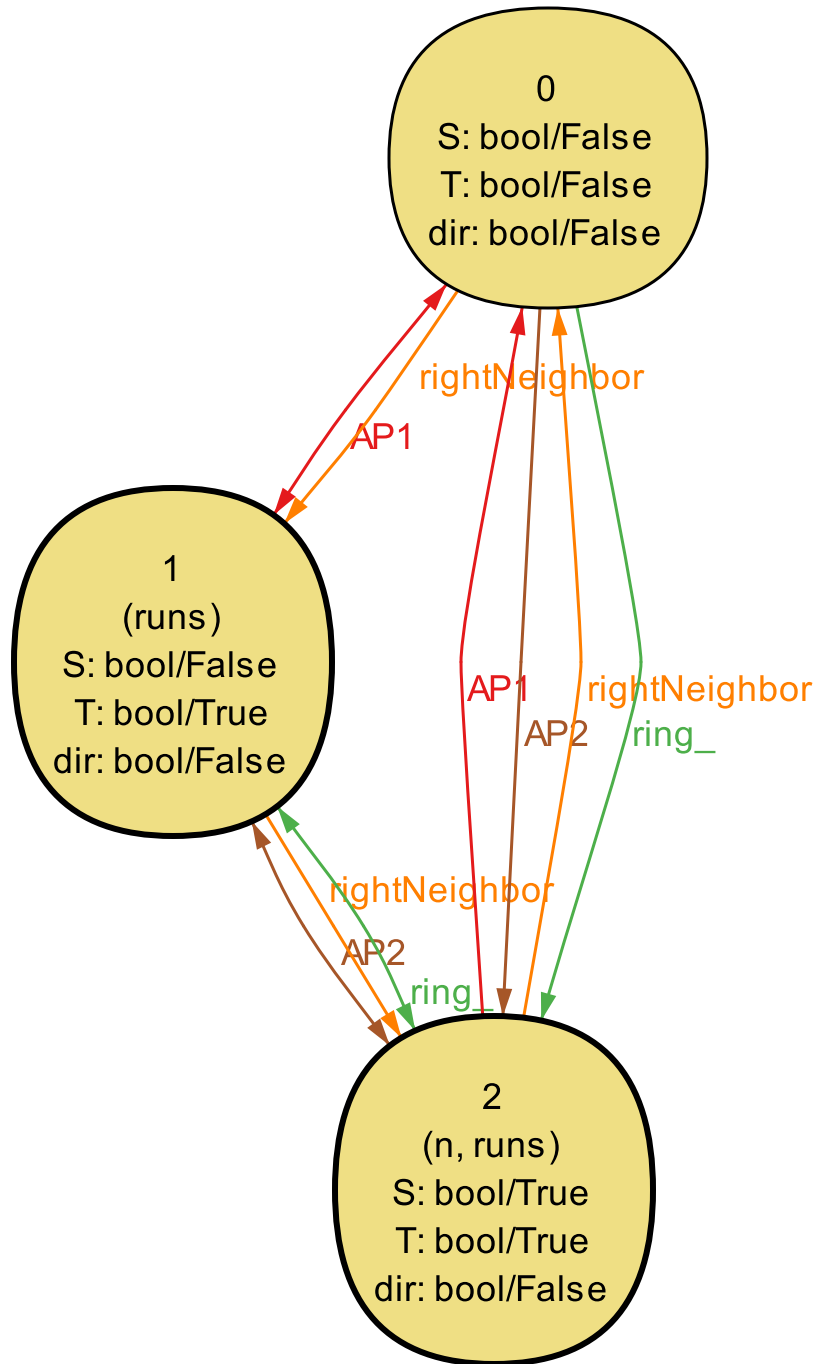 0
S: bool/False
T: bool/False
dir: bool/False
rightNeighbor
AP1
1
(runs)
S: bool/False
T: bool/True
dir: bool/False
AP1
rightNeighbor
AP2
ring_
rightNeighbor
AP2
ring_
2
(n, runs)
S: bool/True
T: bool/True
dir: bool/False